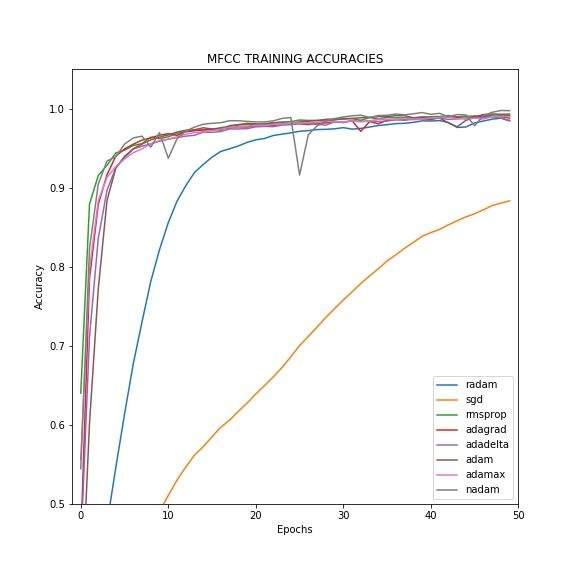 MFCC TRAINING ACCURACIES
1.0
0.9
0.8
0.7
0.6
0.5
Accuracy
0 10 20 30 40 50
Epochs
radam
sgd
rmsprop
adagrad
adadelta
adam
adamax
nadam